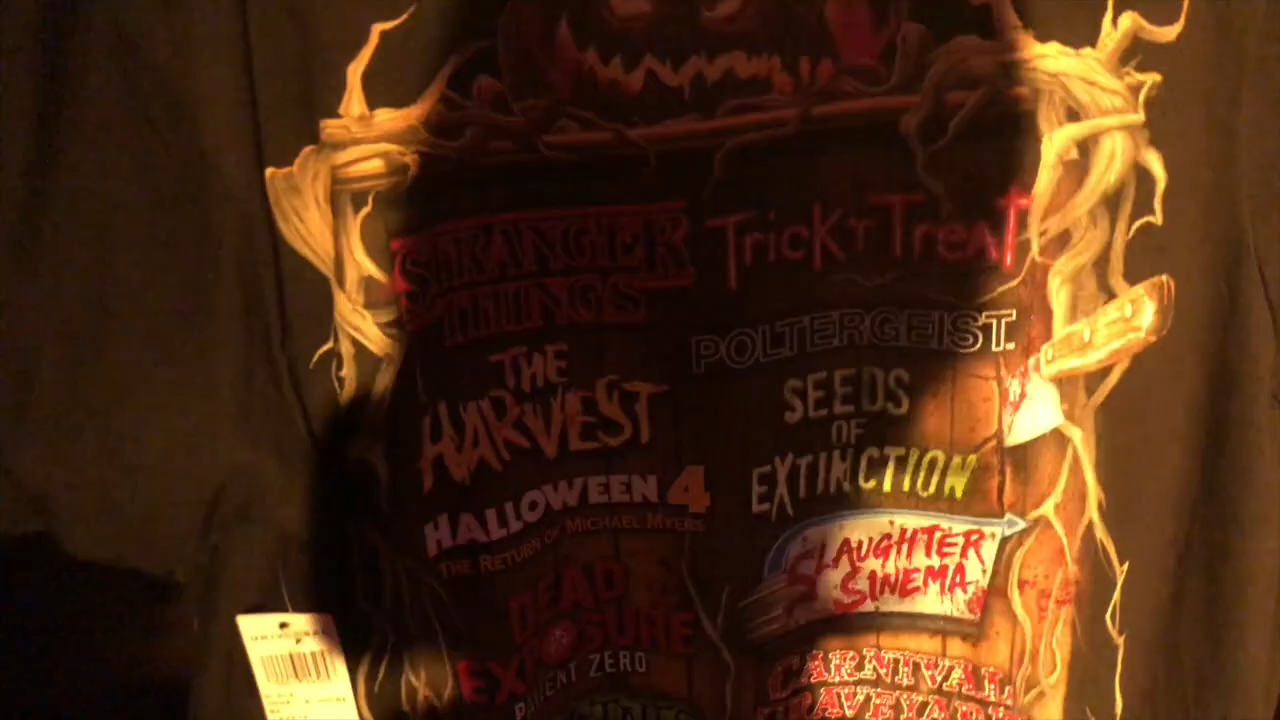 STRANGER
THINGS
Trick 'r Treat
THE
HARVEST
POLTERGEIST
SEEDS
OF
EXTINCTION
HALLOWEEN 4
THE RETURN OF MICHAEL MYERS
SLAUGHTER
SINEMA
DEAD
EXPOSURE
PATIENT ZERO
CARNIVAL
GRAVEYARD